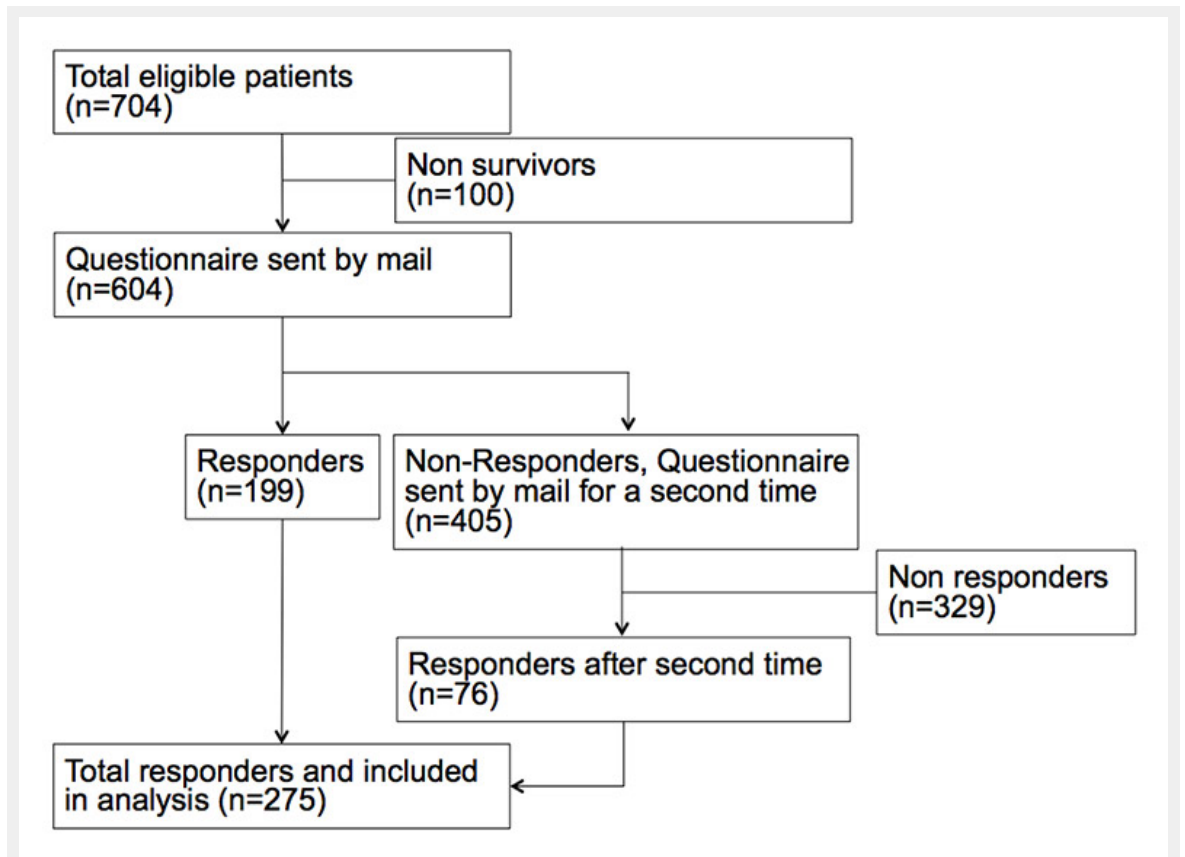 Total eligible patients
(n=704)
Non survivors
(n=100)
Questionnaire sent by mail
(n=604)
Responders
(n=199)
Non-Responders, Questionnaire
sent by mail for a second time
(n=405)
Non responders
(n=329)
Responders after second time
(n=76)
Total responders and included
in analysis (n=275)